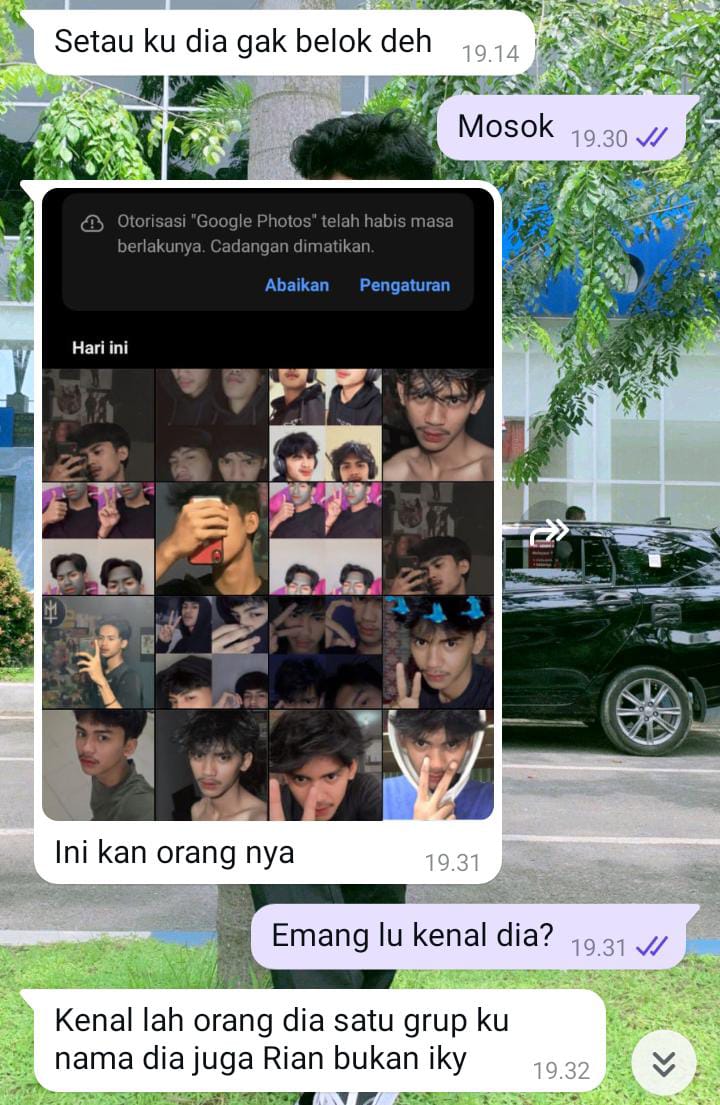 Setau ku dia gak belok deh 19.14
Mosok 19.30
Otorisasi "Google Photos" telah habis masa
berlakunya. Cadangan dimatikan.
Abaikan Pengaturan
Hari ini
Ini kan orang nya 19.31
Emang lu kenal dia? 19.31
Kenal lah orang dia satu grup ku
nama dia juga Rian bukan iky 19.32